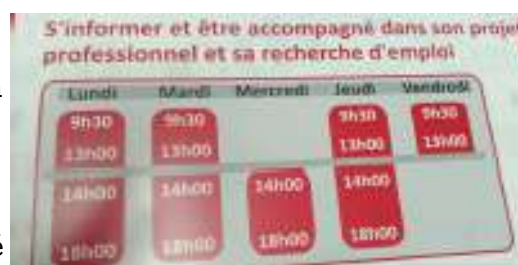 S'informer et être accompagné dans son projet
professionnel et sa recherche d'emploi
Lundi Mardi Mercredi Jeudi Vendredi
9h30 9h30 9h30 9h30
13h00 13h00 13h00 13h00
14h00 14h00 14h00 14h00
18h00 18h00 18h00 18h00